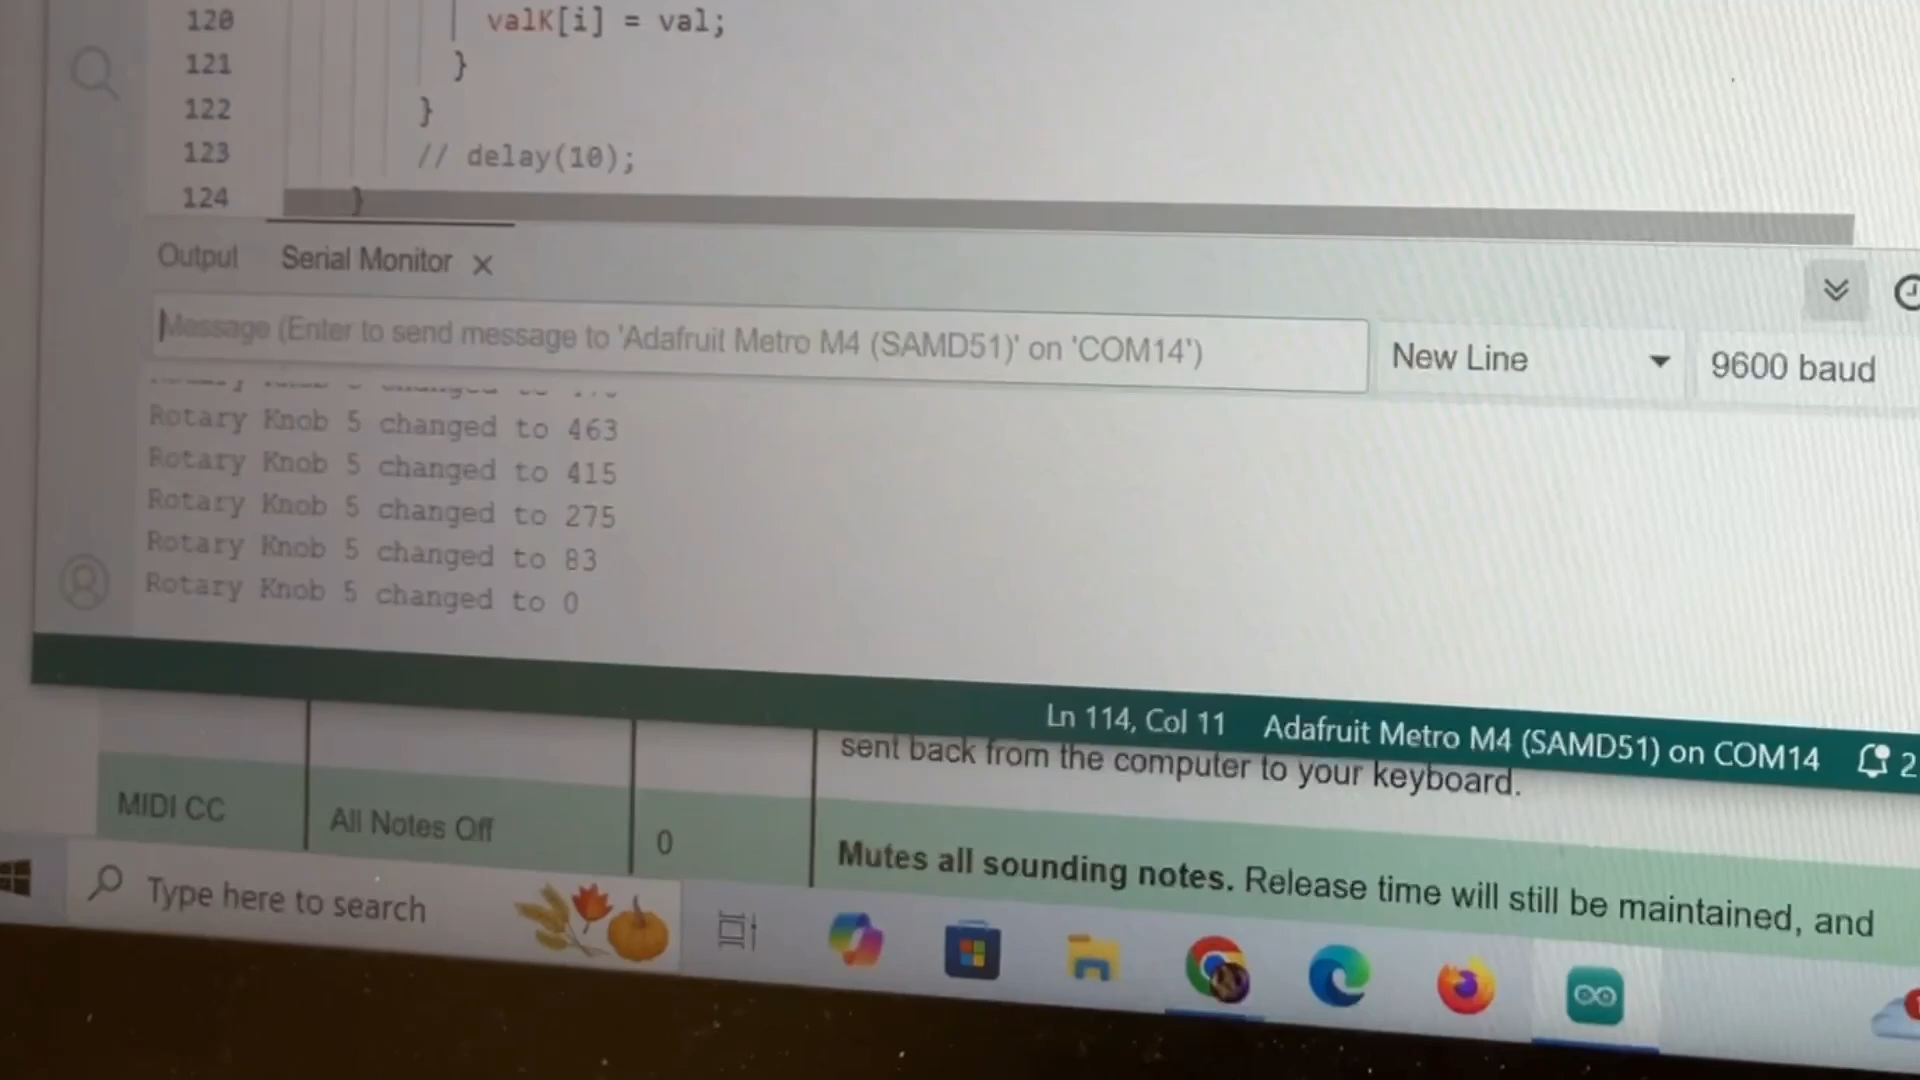 120 valK[i] = val;
121 }
122 }
123 // delay(10);
124 }
Output Serial Monitor
Message (Enter to send message to 'Adafruit Metro M4 (SAMD51)' on 'COM14')
New Line
9600 baud
Rotary Knob 5 changed to 463
Rotary Knob 5 changed to 415
Rotary Knob 5 changed to 275
Rotary Knob 5 changed to 83
Rotary Knob 5 changed to 0
Ln 114, Col 11 Adafruit Metro M4 (SAMD51) on COM14 2
sent back from the computer to your keyboard.
MIDI CC All Notes Off 0 Mutes all sounding notes. Release time will still be maintained, and
Type here to search